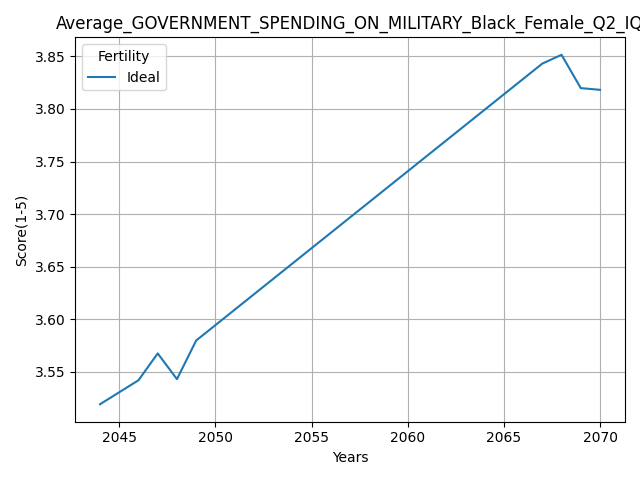 Average_GOVERNMENT_SPENDING_ON_MILITARY_Black_Female_Q2_IQ
Fertility
Ideal
Score(1-5)
3.85
3.80
3.75
3.70
3.65
3.60
3.55
2045 2050 2055 2060 2065 2070
Years